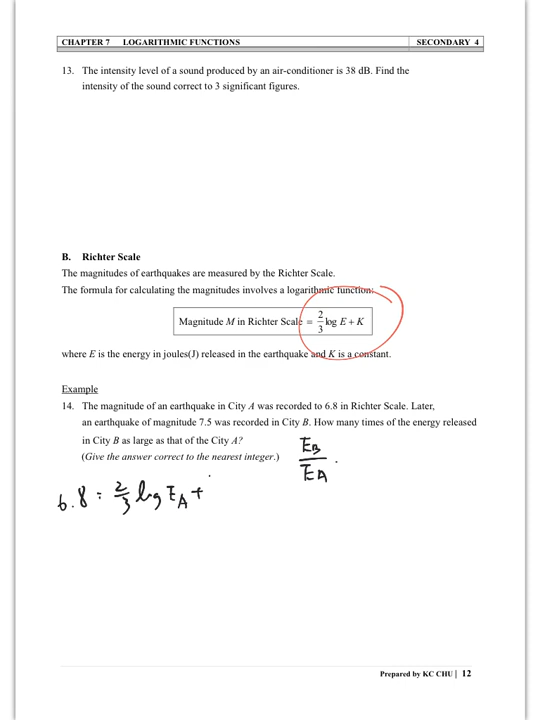 CHAPTER 7 LOGARITHMIC FUNCTIONS SECONDARY 4
13. The intensity level of a sound produced by an air-conditioner is 38 dB. Find the
intensity of the sound correct to 3 significant figures.
B. Richter Scale
The magnitudes of earthquakes are measured by the Richter Scale.
The formula for calculating the magnitudes involves a logarithmic function:
Magnitude M in Richter Scale = 2/3 log E + K
where E is the energy in joules(J) released in the earthquake and K is a constant.
Example
14. The magnitude of an earthquake in City A was recorded to 6.8 in Richter Scale. Later,
an earthquake of magnitude 7.5 was recorded in City B. How many times of the energy released
in City B as large as that of the City A?
(Give the answer correct to the nearest integer.)
E_B/E_A
6.8 = 2/3 log E_A +
Prepared by KC CHU | 12